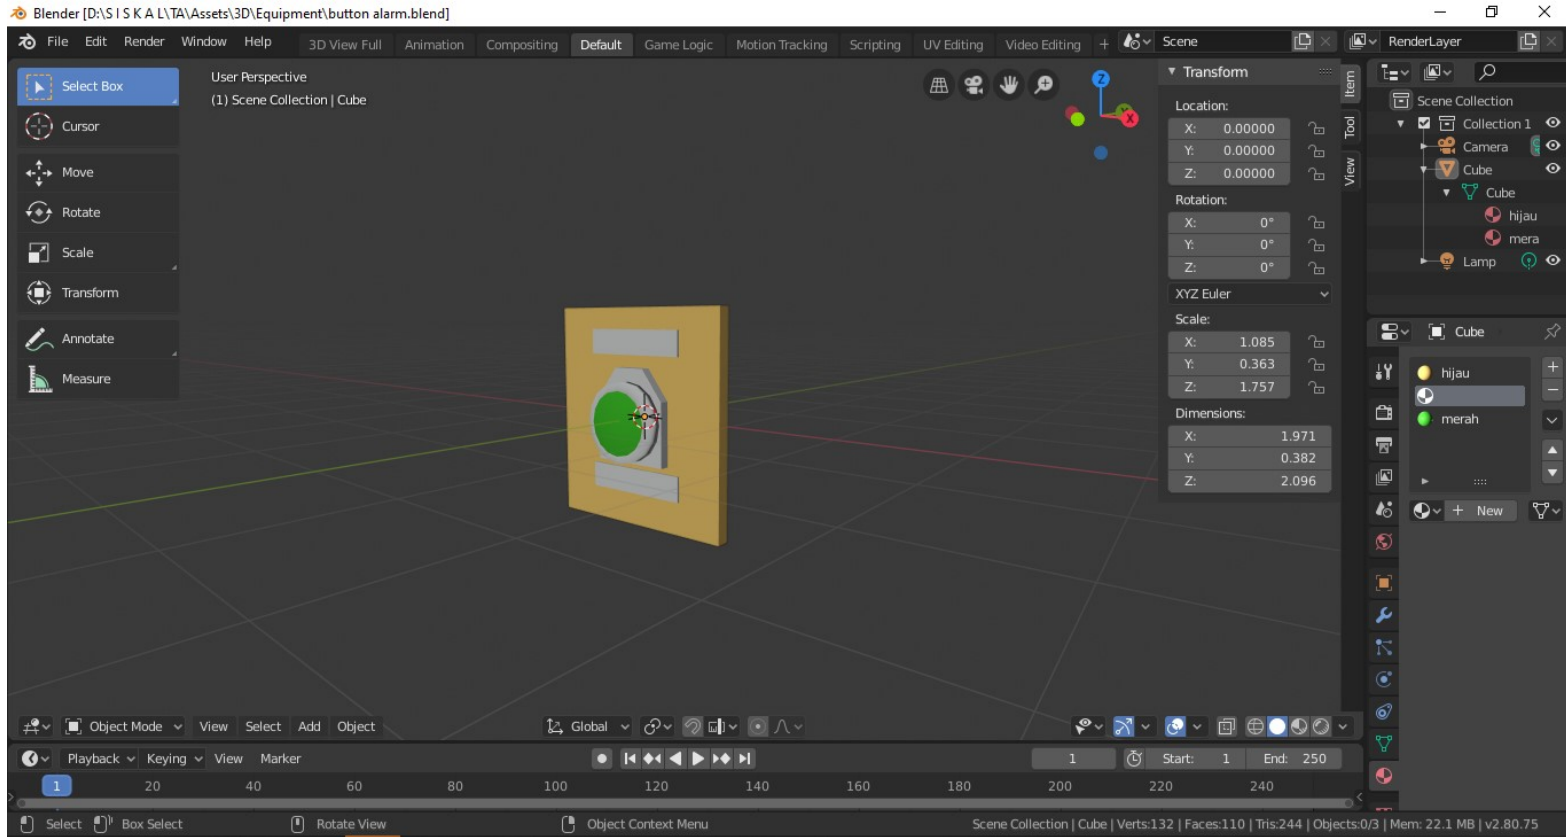 Blender [D:\S I S K A L\TA\Assets\3D\Equipment\button alarm.blend]
File Edit Render Window Help 3D View Full Animation Compositing Default Game Logic Motion Tracking Scripting UV Editing Video Editing + Scene RenderLayer
Select Box
Cursor
Move
Rotate
Scale
Transform
Annotate
Measure
User Perspective
(1) Scene Collection | Cube
Z
X
Transform
Location:
X: 0.00000
Y: 0.00000
Z: 0.00000
Rotation:
X: 0°
Y: 0°
Z: 0°
XYZ Euler
Scale:
X: 1.085
Y: 0.363
Z: 1.757
Dimensions:
X: 1.971
Y: 0.382
Z: 2.096
Item
Tool
View
Scene Collection
Collection 1
Camera
Cube
Cube
hijau
mera
Lamp
Cube
hijau
merah
+ New
Object Mode View Select Add Object Global
Playback Keying View Marker 1 Start: 1 End: 250
1 20 40 60 80 100 120 140 160 180 200 220 240
Select Box Select Rotate View Object Context Menu Scene Collection | Cube | Verts:132 | Faces:110 | Tris:244 | Objects:0/3 | Mem: 22.1 MB | v2.80.75